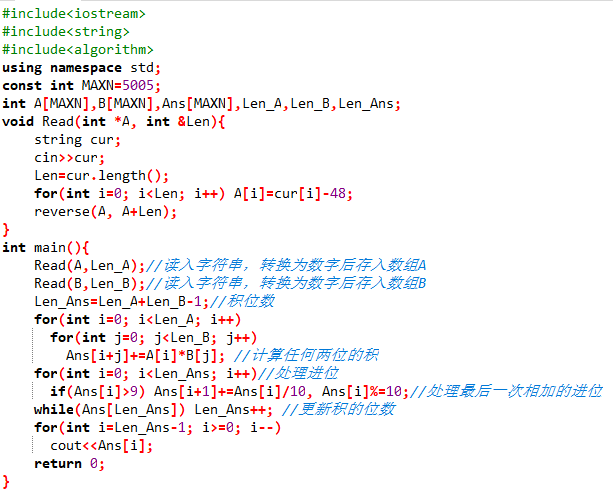 #include<iostream>
#include<string>
#include<algorithm>
using namespace std;
const int MAXN=5005;
int A[MAXN],B[MAXN],Ans[MAXN],Len_A,Len_B,Len_Ans;
void Read(int *A, int &Len){
    string cur;
    cin>>cur;
    Len=cur.length();
    for(int i=0; i<Len; i++) A[i]=cur[i]-48;
    reverse(A, A+Len);
}
int main(){
    Read(A,Len_A);//读入字符串，转换为数字后存入数组A
    Read(B,Len_B);//读入字符串，转换为数字后存入数组B
    Len_Ans=Len_A+Len_B-1;//积位数
    for(int i=0; i<Len_A; i++)
      for(int j=0; j<Len_B; j++)
        Ans[i+j]+=A[i]*B[j]; //计算任何两位的积
    for(int i=0; i<Len_Ans; i++)//处理进位
      if(Ans[i]>9) Ans[i+1]+=Ans[i]/10, Ans[i]%=10;//处理最后一次相加的进位
    while(Ans[Len_Ans]) Len_Ans++; //更新积的位数
    for(int i=Len_Ans-1; i>=0; i--)
      cout<<Ans[i];
    return 0;
}